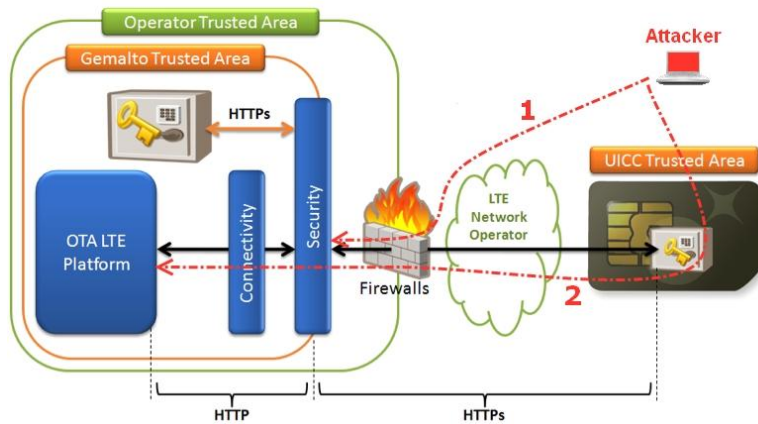 Operator Trusted Area
Attacker
Gemalto Trusted Area
1
HTTPs
UICC Trusted Area
LTE
Network
Operator
OTA LTE
Platform
Connectivity
Security
Firewalls
2
HTTP
HTTPs